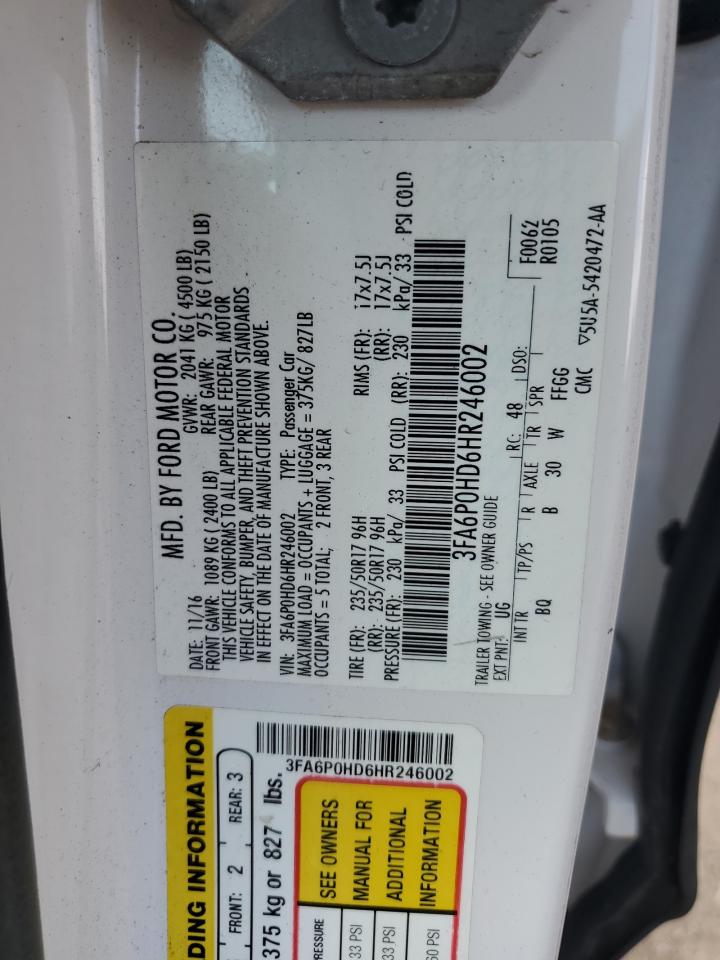 MFD. BY FORD MOTOR CO.
DATE: 11/16 GVWR: 2041 KG ( 4500 LB)
FRONT GAWR: 1089 KG ( 2400 LB) REAR GAWR: 975 KG ( 2150 LB)
THIS VEHICLE CONFORMS TO ALL APPLICABLE FEDERAL MOTOR
VEHICLE SAFETY, BUMPER, AND THEFT PREVENTION STANDARDS
IN EFFECT ON THE DATE OF MANUFACTURE SHOWN ABOVE.
VIN: 3FA6P0HD6HR246002 TYPE: Passenger Car
MAXIMUM LOAD = OCCUPANTS + LUGGAGE = 375KG/ 827LB
OCCUPANTS = 5 TOTAL; 2 FRONT, 3 REAR
TIRE (FR): 235/50R17 96H RIMS (FR): 17x7.5J
(RR): 235/50R17 96H (RR): 17x7.5J
PRESSURE (FR): 230 kPa/ 33 PSI COLD (RR): 230 kPa/ 33 PSI COLD
3FA6P0HD6HR246002
TRAILER TOWING - SEE OWNER GUIDE
EXT PNT: UG RC: 48 DSO: F0062
R0105
INT TR TP/PS R AXLE TR SPR
BQ B 30 W FFGG
CMC ▽5U5A-5420472-AA
DING INFORMATION
FRONT: 2 REAR: 3
375 kg or 827 lbs.
3FA6P0HD6HR246002
PRESSURE SEE OWNERS
33 PSI MANUAL FOR
33 PSI ADDITIONAL
60 PSI INFORMATION